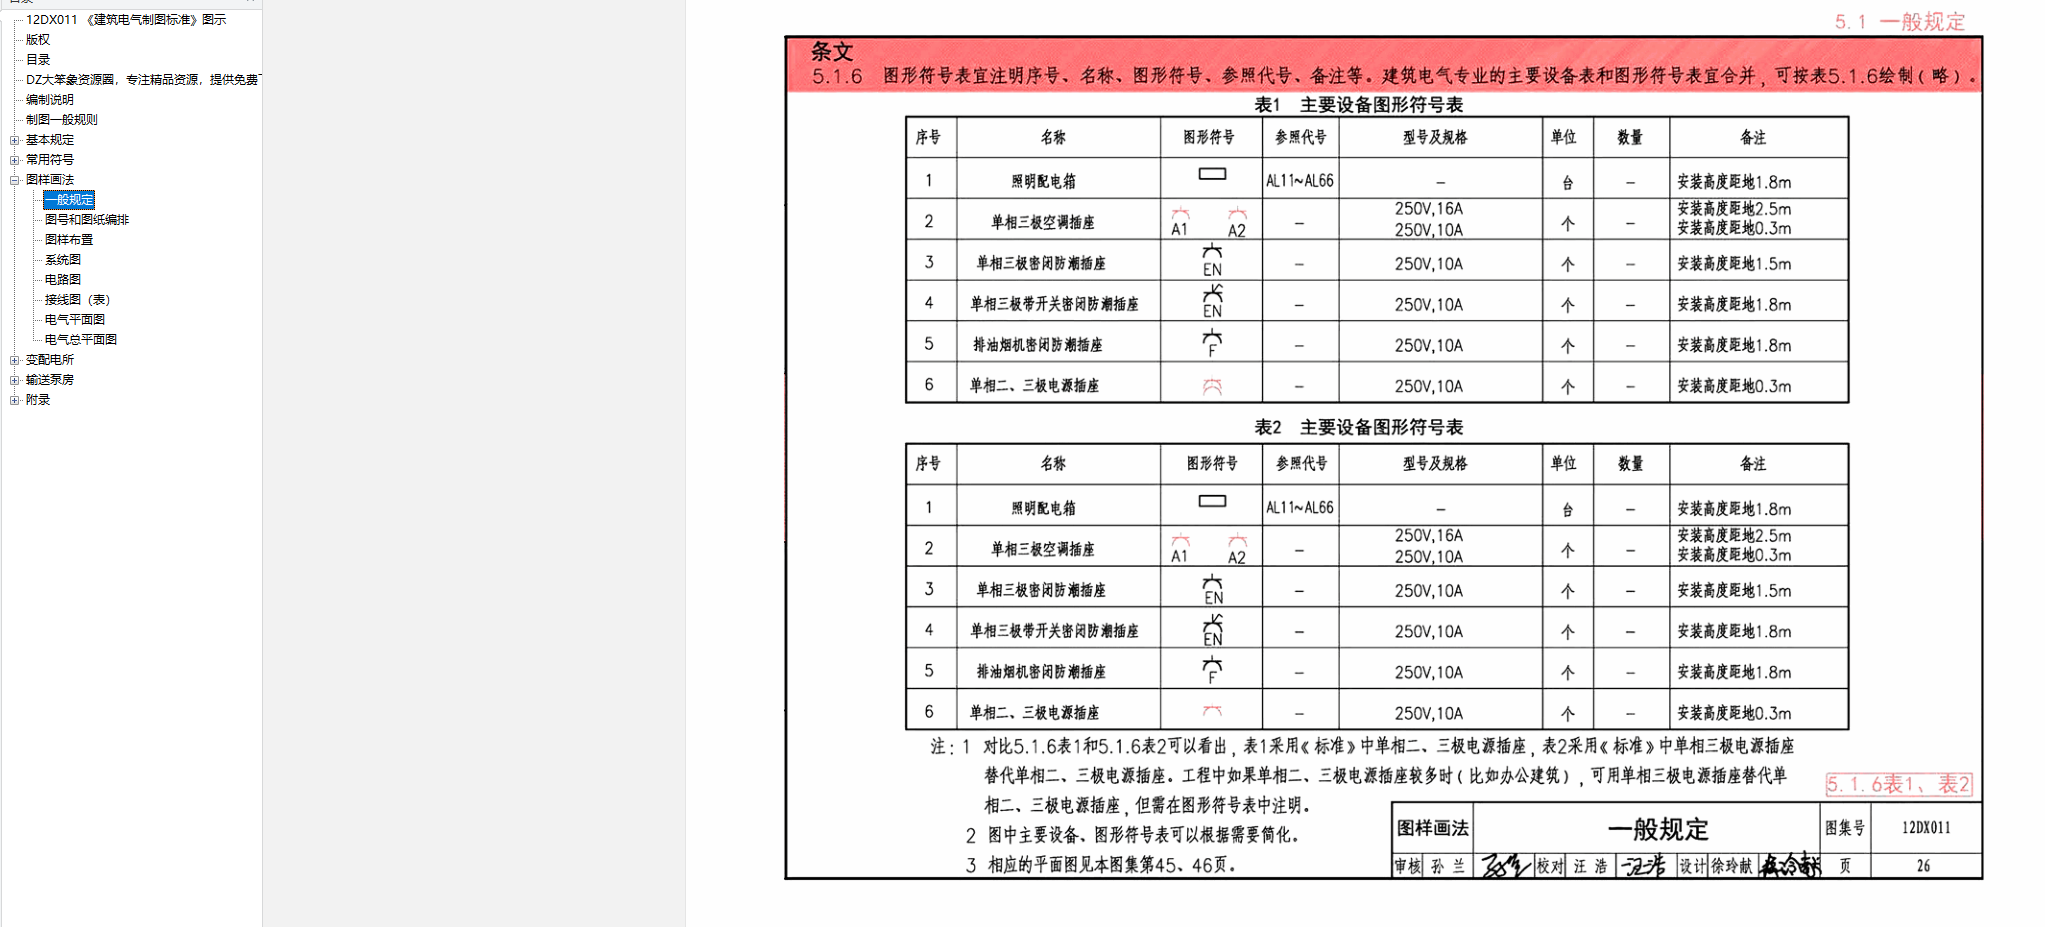 12DX011 《建筑电气制图标准》图示
版权
目录
DZ大笨象资源圈，专注精品资源，提供免费
编制说明
制图一般规则
基本规定
常用符号
图样画法
一般规定
图号和图纸编排
图样布置
系统图
电路图
接线图（表）
电气平面图
电气总平面图
变配电所
输送泵房
附录
5.1 一般规定
条文
5.1.6 图形符号表宜注明序号、名称、图形符号、参照代号、备注等。建筑电气专业的主要设备表和图形符号表宜合并，可按表5.1.6绘制(略)。
表1 主要设备图形符号表
序号 名称 图形符号 参照代号 型号及规格 单位 数量 备注
1 照明配电箱 AL11~AL66 – 台 – 安装高度距地1.8m
2 单相三极空调插座 A1 A2 – 250V,16A 250V,10A 个 – 安装高度距地2.5m 安装高度距地0.3m
3 单相三极密闭防潮插座 EN – 250V,10A 个 – 安装高度距地1.5m
4 单相三极带开关密闭防潮插座 EN – 250V,10A 个 – 安装高度距地1.8m
5 排油烟机密闭防潮插座 F – 250V,10A 个 – 安装高度距地1.8m
6 单相二、三极电源插座 – 250V,10A 个 – 安装高度距地0.3m
表2 主要设备图形符号表
序号 名称 图形符号 参照代号 型号及规格 单位 数量 备注
1 照明配电箱 AL11~AL66 – 台 – 安装高度距地1.8m
2 单相三极空调插座 A1 A2 – 250V,16A 250V,10A 个 – 安装高度距地2.5m 安装高度距地0.3m
3 单相三极密闭防潮插座 EN – 250V,10A 个 – 安装高度距地1.5m
4 单相三极带开关密闭防潮插座 EN – 250V,10A 个 – 安装高度距地1.8m
5 排油烟机密闭防潮插座 F – 250V,10A 个 – 安装高度距地1.8m
6 单相二、三极电源插座 – 250V,10A 个 – 安装高度距地0.3m
注：1 对比5.1.6表1和5.1.6表2可以看出，表1采用《标准》中单相二、三极电源插座，表2采用《标准》中单相三极电源插座
替代单相二、三极电源插座。工程中如果单相二、三极电源插座较多时(比如办公建筑)，可用单相三极电源插座替代单
相二、三极电源插座，但需在图形符号表中注明。
2 图中主要设备、图形符号表可以根据需要简化。
3 相应的平面图见本图集第45、46页。
5.1.6表1、表2
图样画法 一般规定 图集号 12DX011
审核 孙兰 校对 汪浩 汪浩 设计 徐玲献 页 26